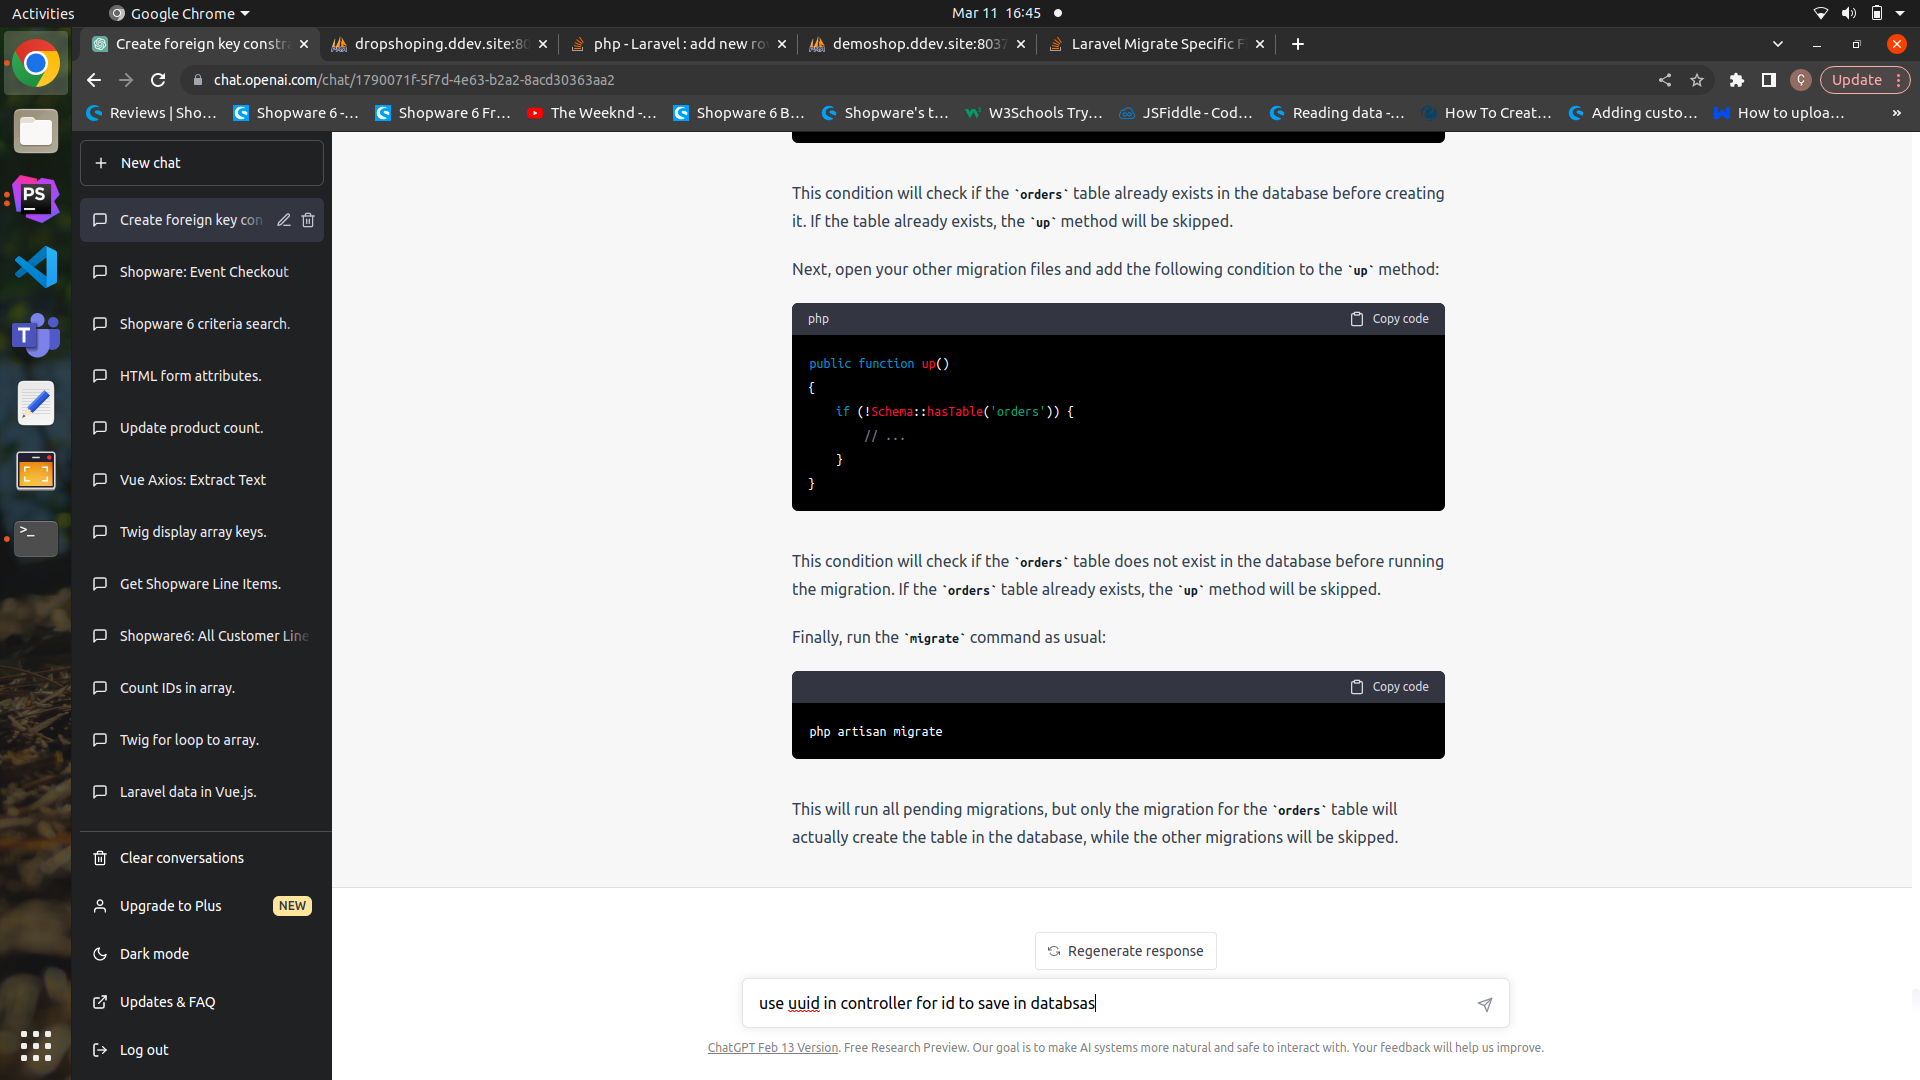 Activities
Google Chrome
Mar 11 16:45
Create foreign key constra
dropshoping.ddev.site:80
php - Laravel : add new ro
demoshop.ddev.site:8037
Laravel Migrate Specific F
chat.openai.com/chat/1790071f-5f7d-4e63-b2a2-8acd30363aa2
Ç
Update
Reviews | Sho...
Shopware 6 -...
Shopware 6 Fr...
The Weeknd -...
Shopware 6 B...
Shopware's t...
W3Schools Try...
JSFiddle - Cod...
Reading data -...
How To Creat...
Adding custo...
How to uploa...
»
New chat
Create foreign key con
Shopware: Event Checkout
Shopware 6 criteria search.
HTML form attributes.
Update product count.
Vue Axios: Extract Text
Twig display array keys.
Get Shopware Line Items.
Shopware6: All Customer Line
Count IDs in array.
Twig for loop to array.
Laravel data in Vue.js.
Clear conversations
Upgrade to Plus
NEW
Dark mode
Updates & FAQ
Log out
PS
T
>_
This condition will check if the `orders` table already exists in the database before creating
it. If the table already exists, the `up` method will be skipped.
Next, open your other migration files and add the following condition to the `up` method:
php
Copy code
public function up()
{
    if (!Schema::hasTable('orders')) {
        // ...
    }
}
This condition will check if the `orders` table does not exist in the database before running
the migration. If the `orders` table already exists, the `up` method will be skipped.
Finally, run the `migrate` command as usual:
Copy code
php artisan migrate
This will run all pending migrations, but only the migration for the `orders` table will
actually create the table in the database, while the other migrations will be skipped.
Regenerate response
use uuid in controller for id to save in databsas
ChatGPT Feb 13 Version. Free Research Preview. Our goal is to make AI systems more natural and safe to interact with. Your feedback will help us improve.